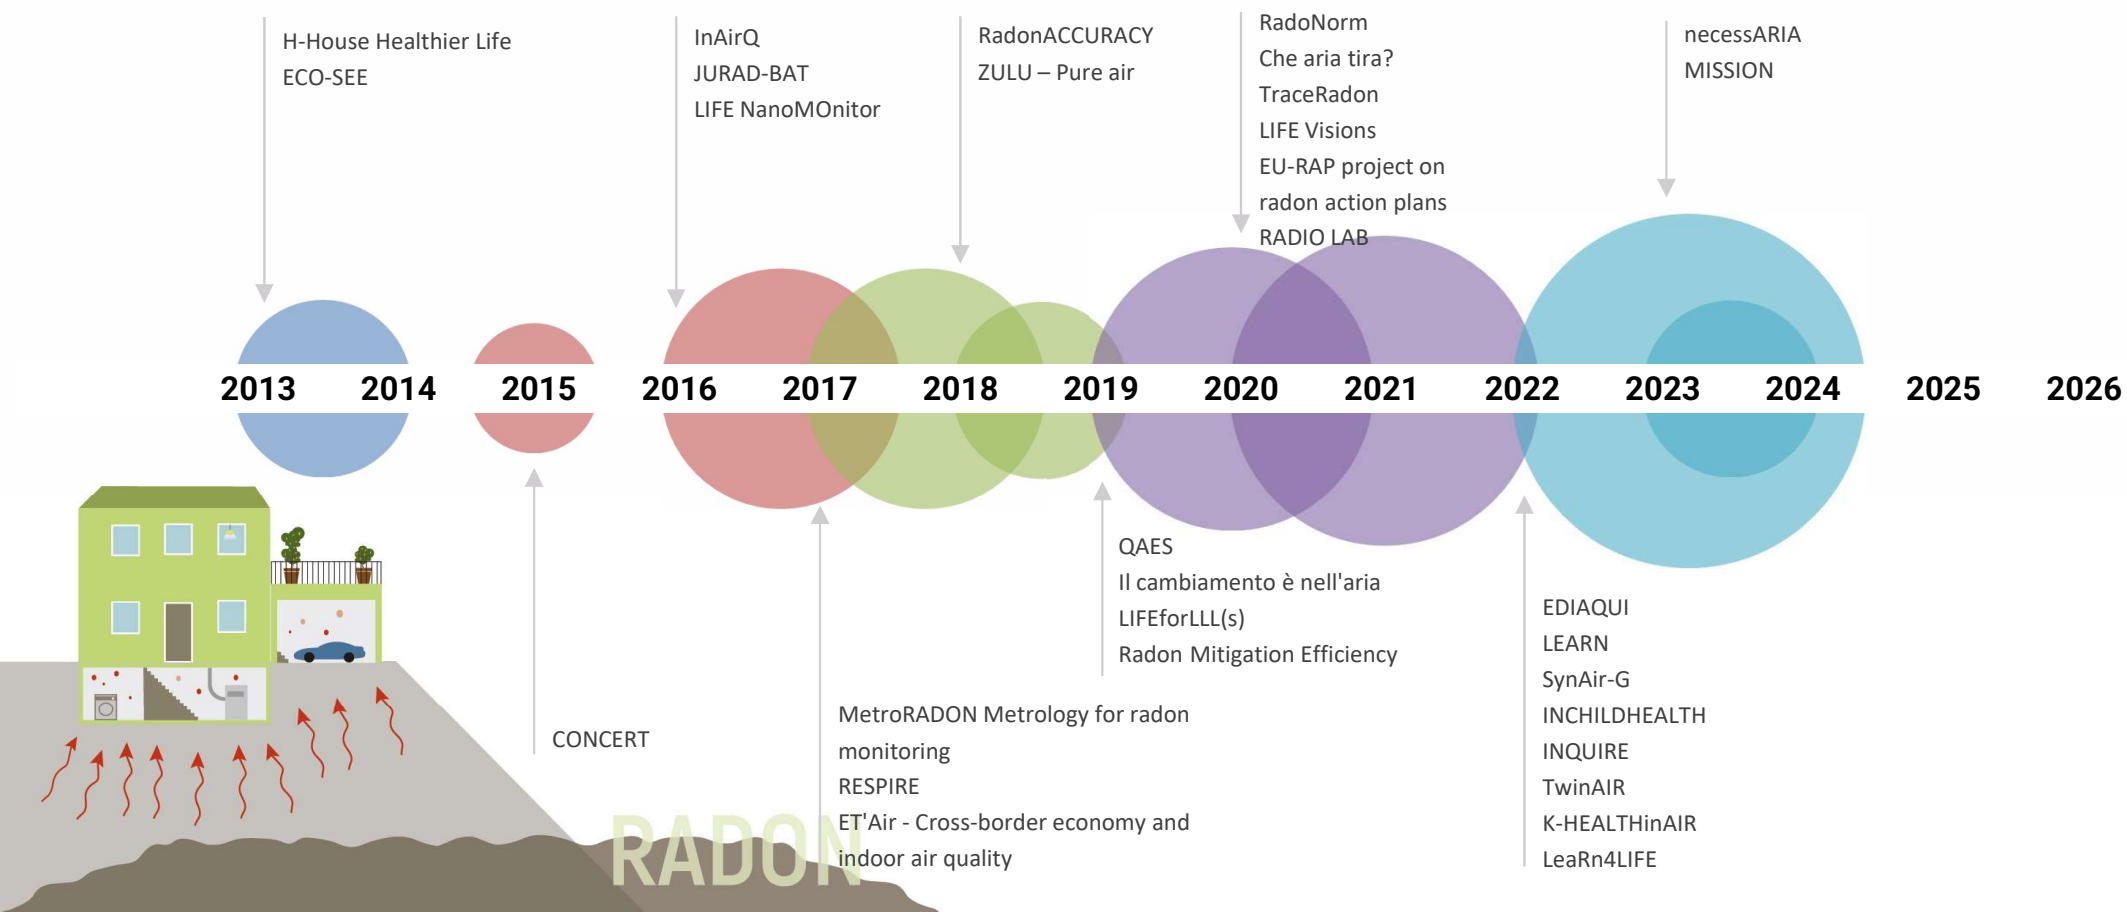 H-House Healthier Life
ECO-SEE
InAirQ
JURAD-BAT
LIFE NanoMOnitor
RadonACCURACY
ZULU – Pure air
RadoNorm
Che aria tira?
TraceRadon
LIFE Visions
EU-RAP project on
radon action plans
RADIO LAB
necessARIA
MISSION
2013 2014 2015 2016 2017 2018 2019 2020 2021 2022 2023 2024 2025 2026
CONCERT
MetroRADON Metrology for radon
monitoring
RESPIRE
ET'Air - Cross-border economy and
indoor air quality
QAES
Il cambiamento è nell'aria
LIFEforLLL(s)
Radon Mitigation Efficiency
EDIAQUI
LEARN
SynAir-G
INCHILDHEALTH
INQUIRE
TwinAIR
K-HEALTHinAIR
LeaRn4LIFE
RADON